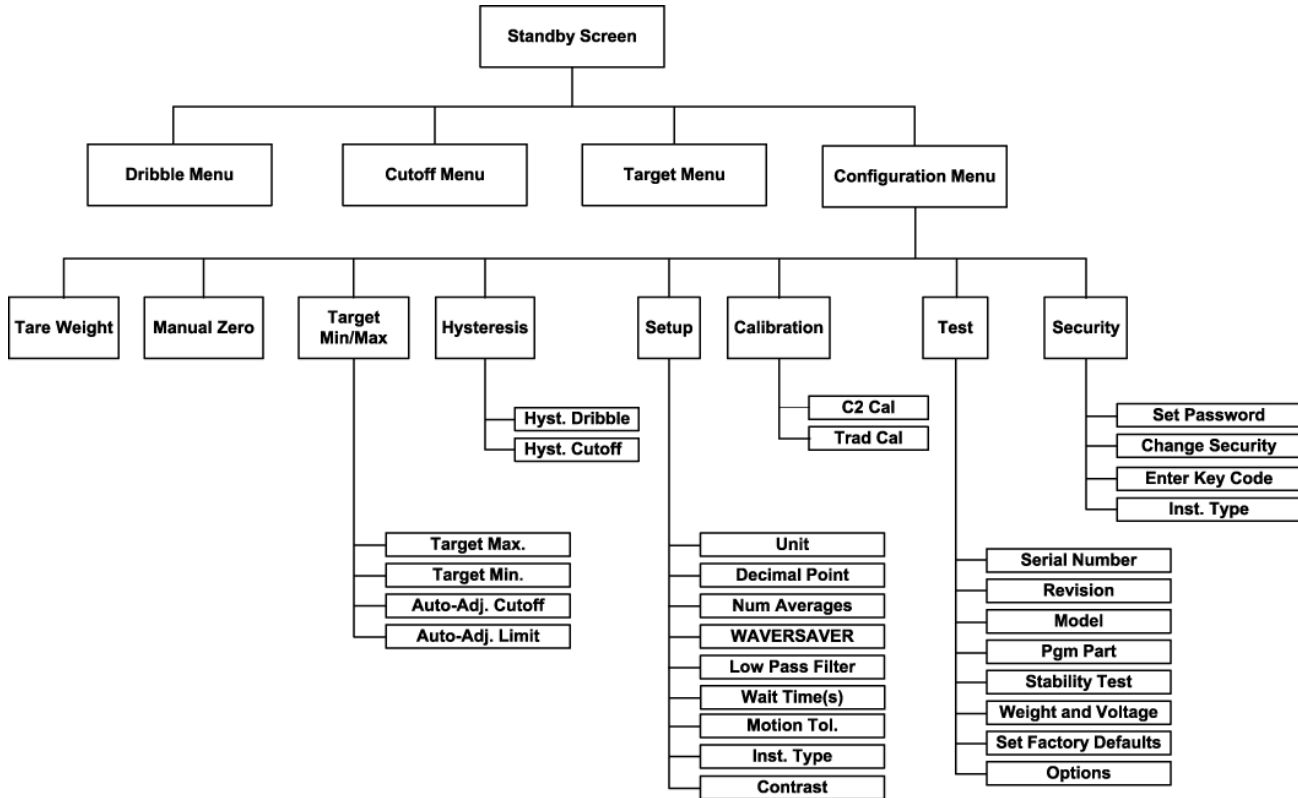 Standby Screen
Dribble Menu
Cutoff Menu
Target Menu
Configuration Menu
Tare Weight
Manual Zero
Target
Min/Max
Hysteresis
Setup
Calibration
Test
Security
Hyst. Dribble
Hyst. Cutoff
C2 Cal
Trad Cal
Set Password
Change Security
Enter Key Code
Inst. Type
Target Max.
Target Min.
Auto-Adj. Cutoff
Auto-Adj. Limit
Unit
Decimal Point
Num Averages
WAVERSAVER
Low Pass Filter
Wait Time(s)
Motion Tol.
Inst. Type
Contrast
Serial Number
Revision
Model
Pgm Part
Stability Test
Weight and Voltage
Set Factory Defaults
Options